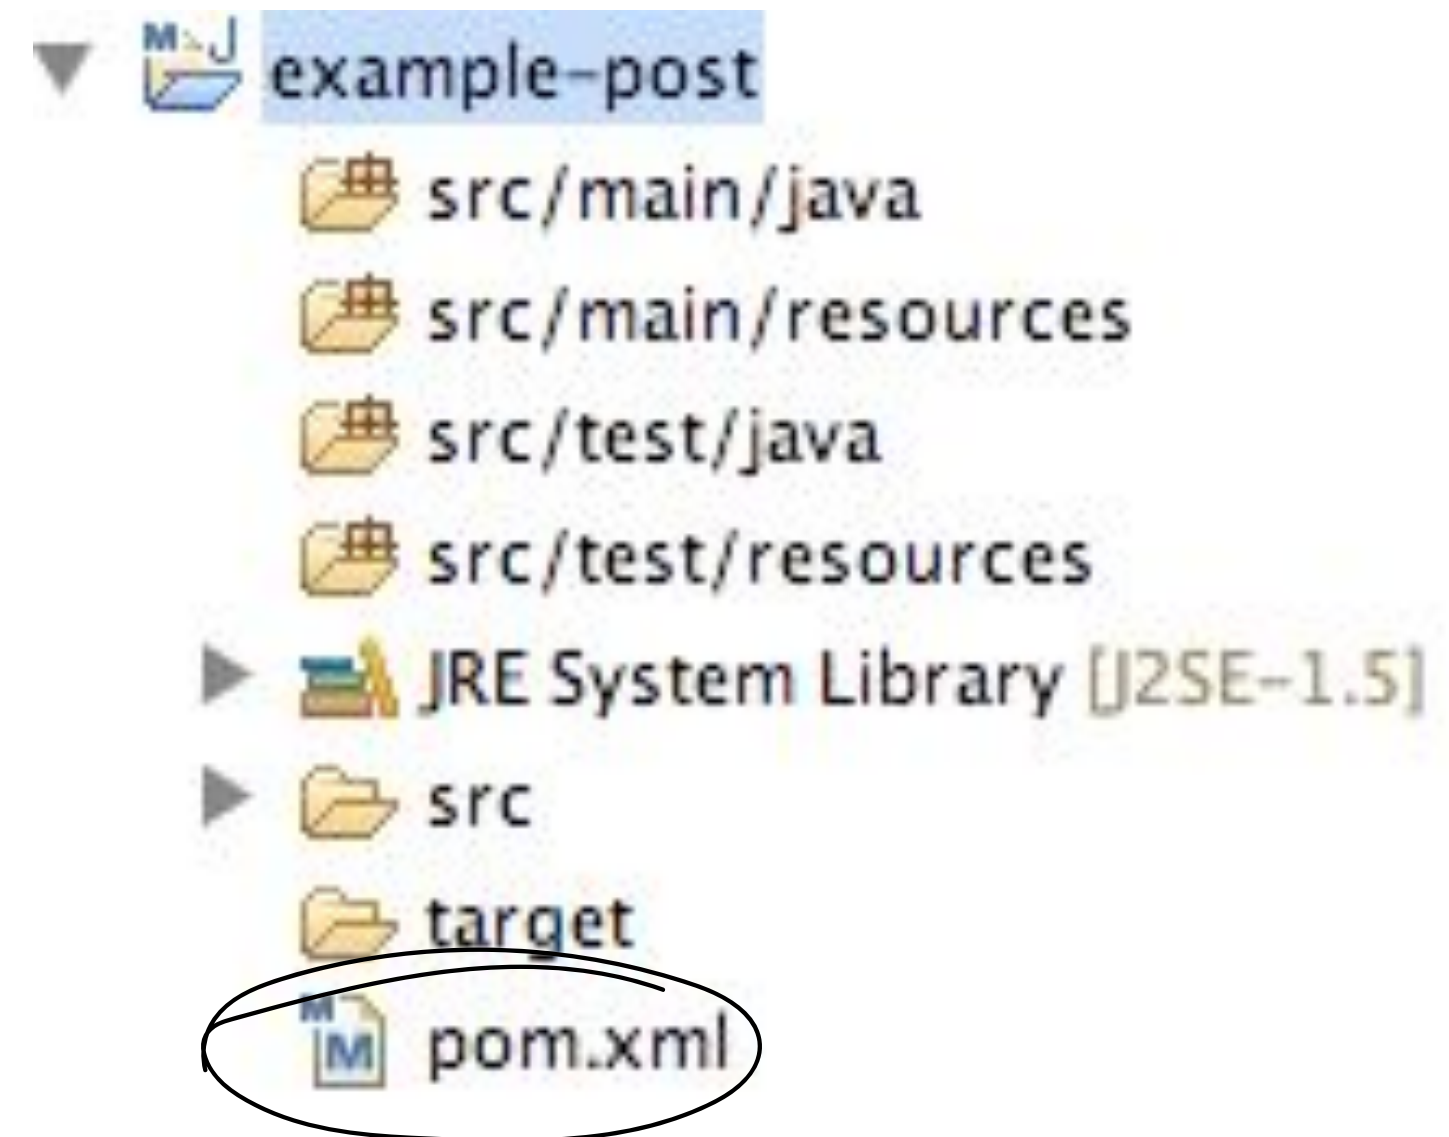 example-post
src/main/java
src/main/resources
src/test/java
src/test/resources
JRE System Library [J2SE-1.5]
src
target
pom.xml